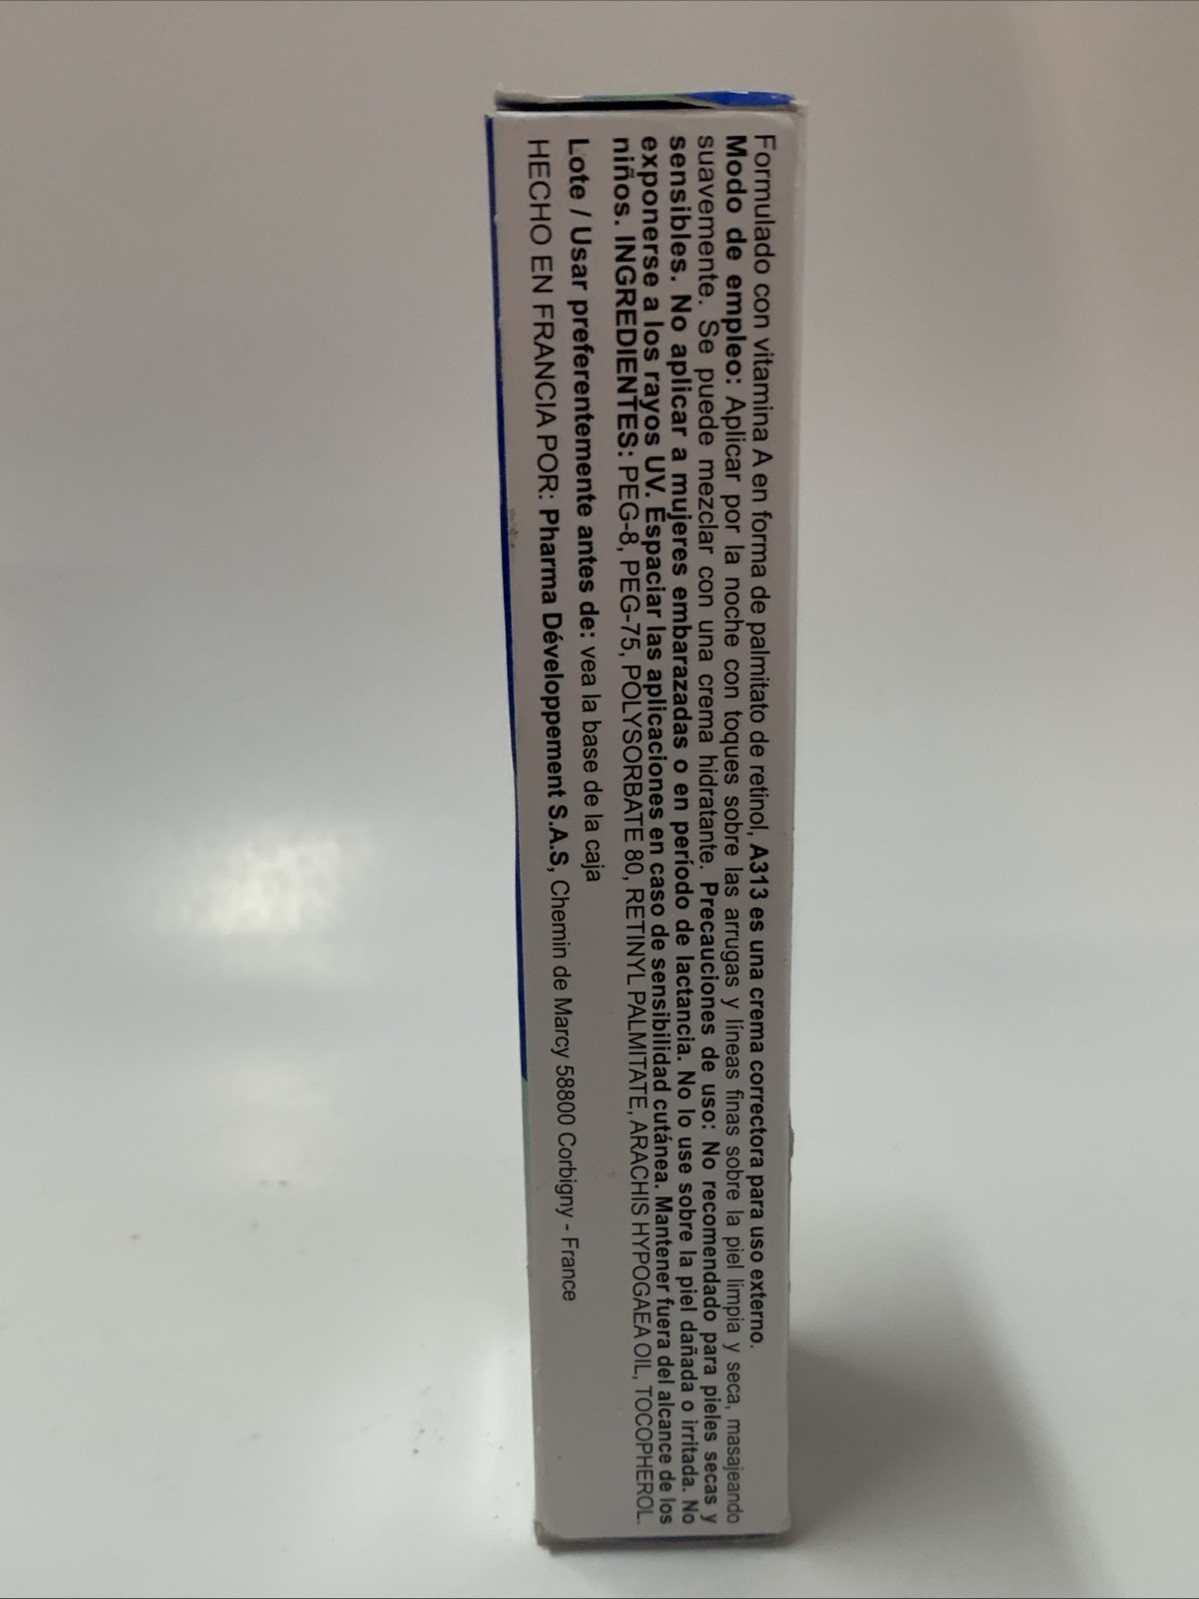 Formulado con vitamina A en forma de palmitato de retinol, A313 es una crema correctora para uso externo.
Modo de empleo: Aplicar por la noche con toques sobre las arrugas y líneas finas sobre la piel limpia y seca, masajeando
suavemente. Se puede mezclar con una crema hidratante. Precauciones de uso: No recomendado para pieles secas y
sensibles. No aplicar a mujeres embarazadas o en período de lactancia. No lo use sobre la piel dañada o irritada. No
exponerse a los rayos UV. Espaciar las aplicaciones en caso de sensibilidad cutánea. Mantener fuera del alcance de los
niños. INGREDIENTES: PEG-8, PEG-75, POLYSORBATE 80, RETINYL PALMITATE, ARACHIS HYPOGAEA OIL, TOCOPHEROL.
Lote / Usar preferentemente antes de: vea la base de la caja
HECHO EN FRANCIA POR: Pharma Développement S.A.S, Chemin de Marcy 58800 Corbigny - France